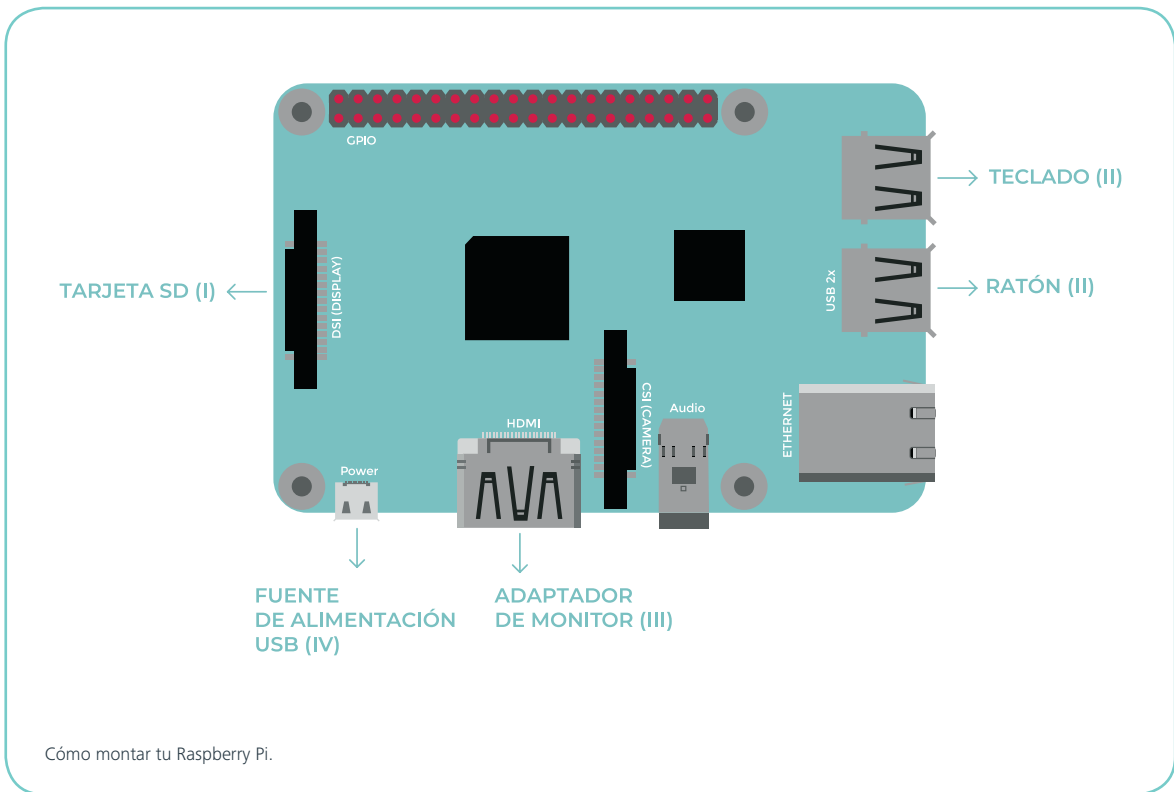 GPIO
TECLADO (II)
DSI (DISPLAY)
USB 2x
RATÓN (II)
TARJETA SD (I)
CSI (CAMERA)
Audio
ETHERNET
HDMI
Power
FUENTE
DE ALIMENTACIÓN
USB (IV)
ADAPTADOR
DE MONITOR (III)
Cómo montar tu Raspberry Pi.